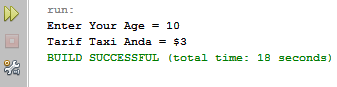 run:
Enter Your Age = 10
Tarif Taxi Anda = $3
BUILD SUCCESSFUL (total time: 18 seconds)